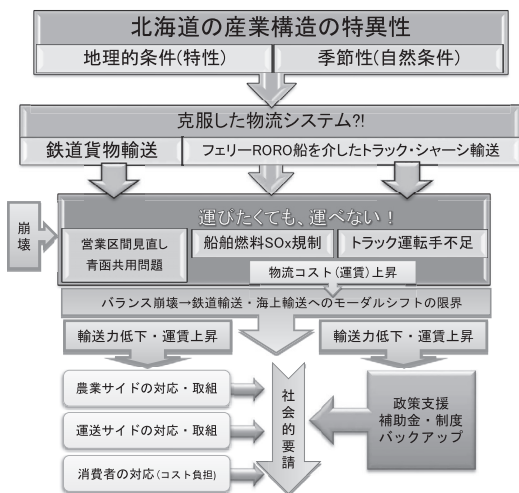 北海道の産業構造の特異性
地理的条件(特性)
季節性(自然条件)
克服した物流システム?!
鉄道貨物輸送
フェリーRORO船を介したトラック・シャーシ輸送
崩壊
運びたくても、運べない！
営業区間見直し
青函共用問題
船舶燃料SOx規制
トラック運転手不足
物流コスト(運賃)上昇
バランス崩壊→鉄道輸送・海上輸送へのモーダルシフトの限界
輸送力低下・運賃上昇
輸送力低下・運賃上昇
農業サイドの対応・取組
運送サイドの対応・取組
消費者の対応(コスト負担)
社会的要請
政策支援
補助金・制度
バックアップ